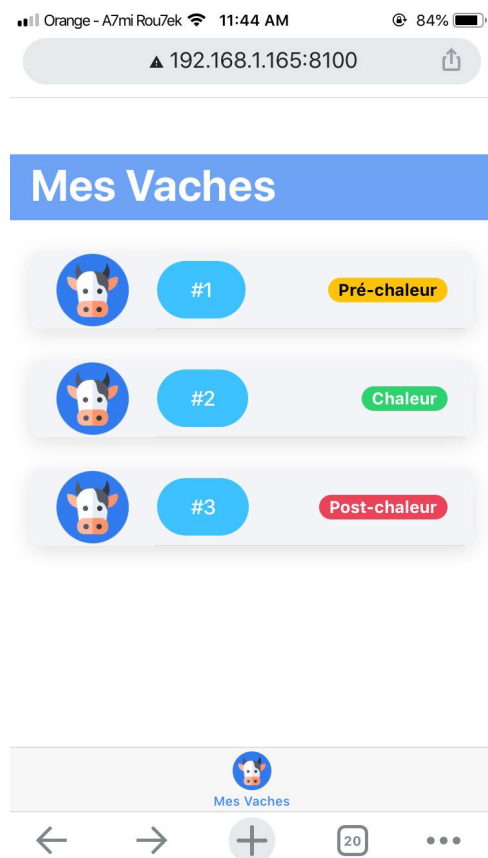 Orange - A7mi Rou7ek 11:44 AM 84%
192.168.1.165:8100
Mes Vaches
#1 Pré-chaleur
#2 Chaleur
#3 Post-chaleur
Mes Vaches
20